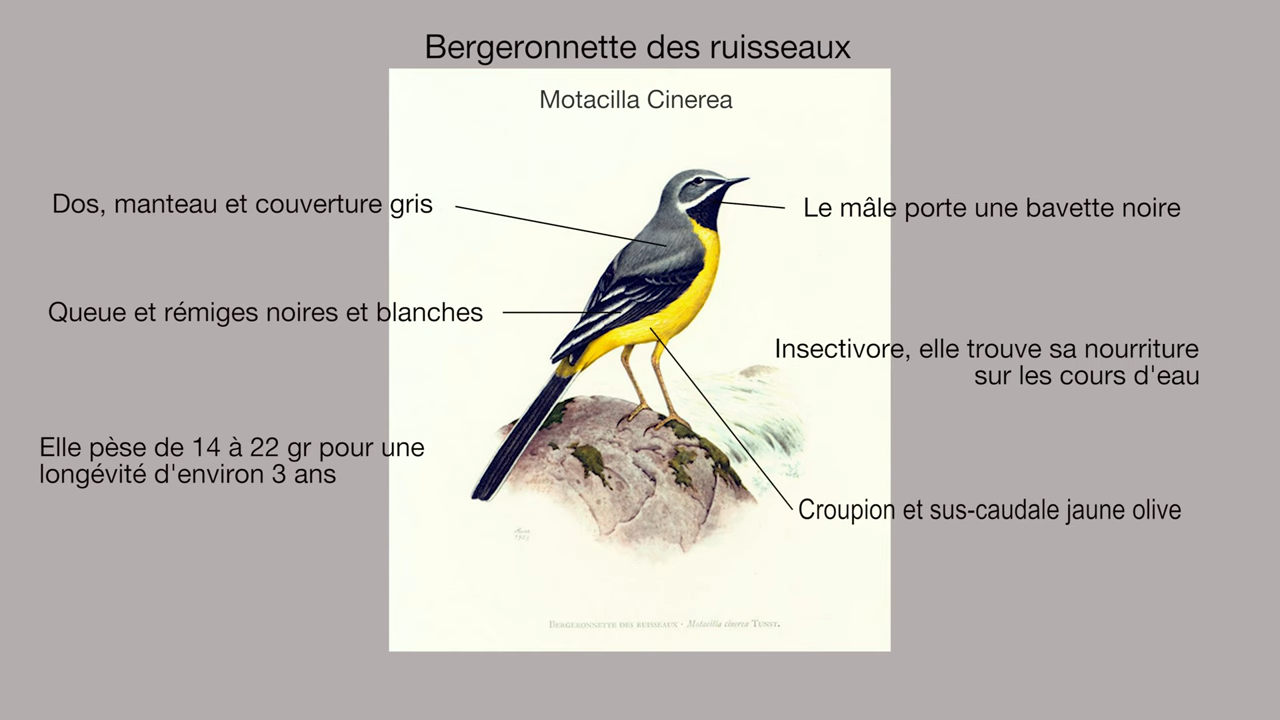 Bergeronnette des ruisseaux
Motacilla Cinerea
Dos, manteau et couverture gris
Le mâle porte une bavette noire
Queue et rémiges noires et blanches
Insectivore, elle trouve sa nourriture
sur les cours d'eau
Elle pèse de 14 à 22 gr pour une
longévité d'environ 3 ans
Croupion et sus-caudale jaune olive
Bergeronnette des ruisseaux - Motacilla cinerea Tunst.